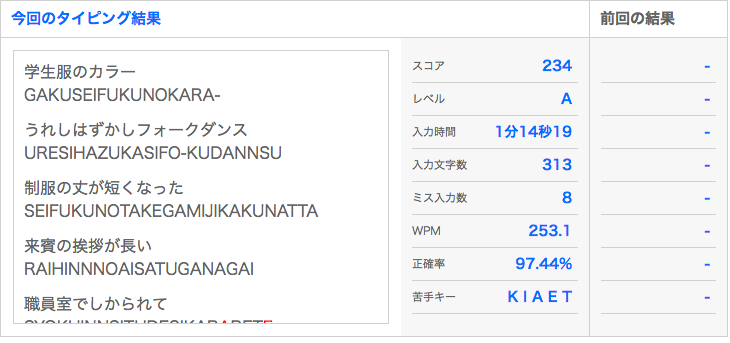 今回のタイピング結果
前回の結果
学生服のカラー
GAKUSEIFUKUNOKARA-
うれしはずかしフォークダンス
URESIHAZUKASIFO-KUDANNSU
制服の丈が短くなった
SEIFUKUNOTAKEGAMIJIKAKUNATTA
来賓の挨拶が長い
RAIHINNNOAISATUGANAGAI
職員室でしかられて
スコア 234 -
レベル A -
入力時間 1分14秒19 -
入力文字数 313 -
ミス入力数 8 -
WPM 253.1 -
正確率 97.44% -
苦手キー K I A E T -